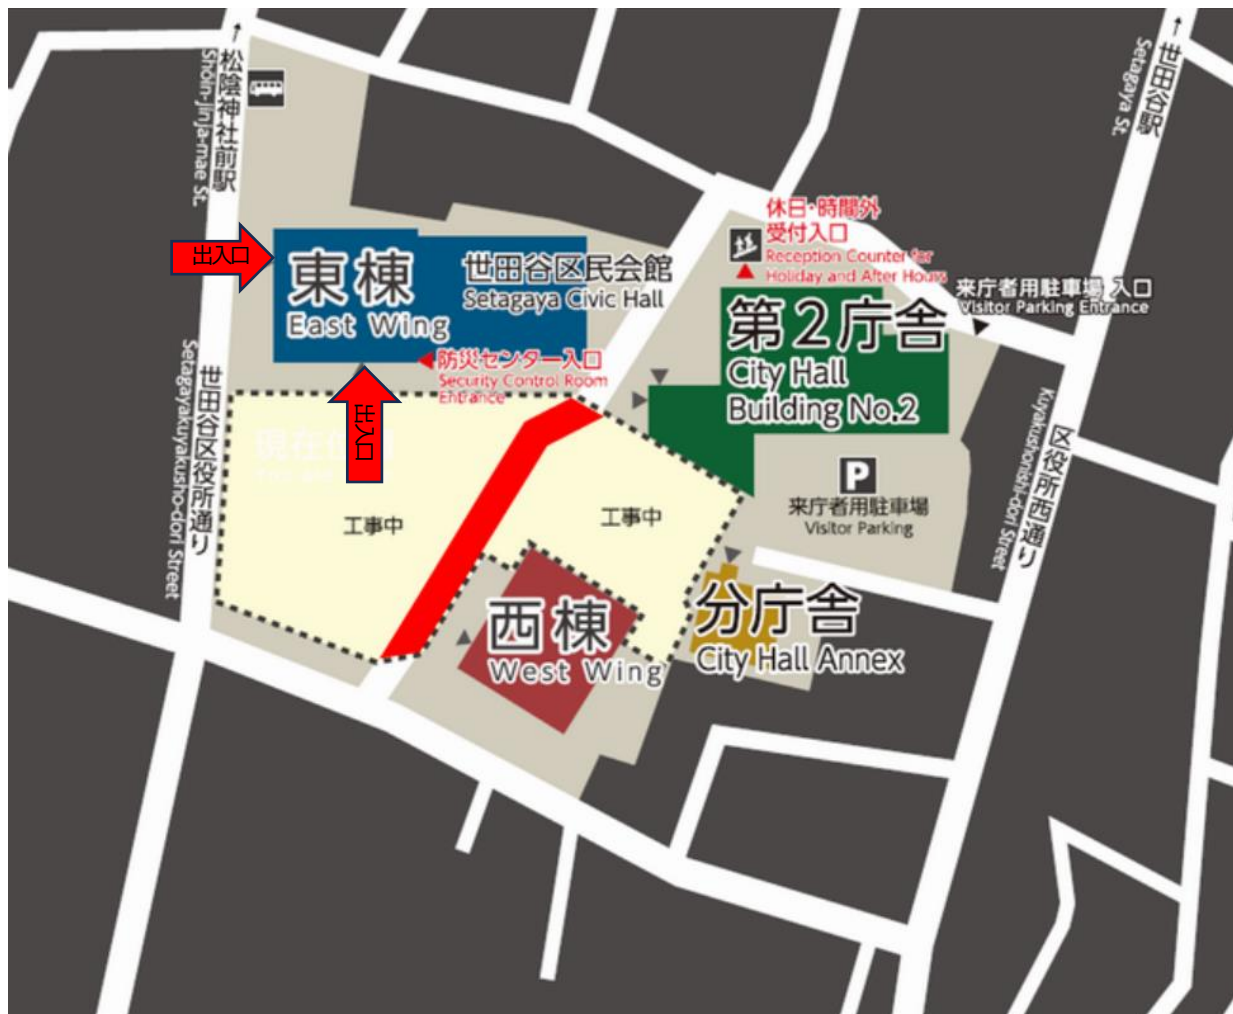 ↑松陰神社前駅
Shōin-jinja-mae St.
↑世田谷駅
Setagaya St.
休日・時間外
受付入口
Reception Counter for
Holiday and After Hours
出入口
東棟
East Wing
世田谷区民会館
Setagaya Civic Hall
来庁者用駐車場 入口
Visitor Parking Entrance
第2庁舎
City Hall
Building No.2
防災センター入口
Security Control Room
Entrance
出入口
世田谷区役所通り
Setagayakuyakusho-dori Street
区役所西通り
Kuyakushonishi-dori Street
現在
工事中
工事中
P
来庁者用駐車場
Visitor Parking
西棟
West Wing
分庁舎
City Hall Annex